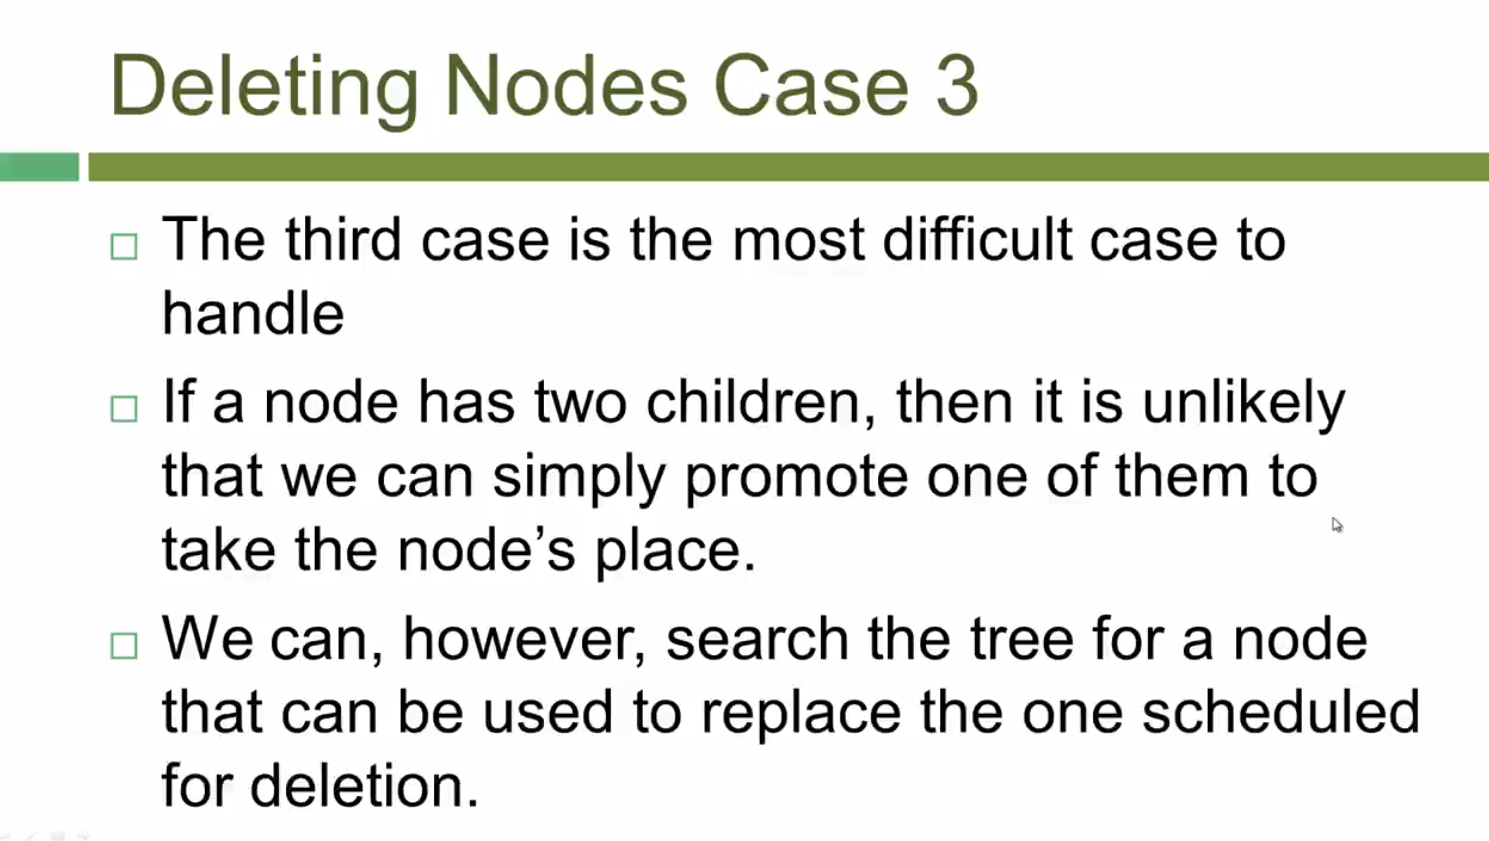 Deleting Nodes Case 3
The third case is the most difficult case to
handle
If a node has two children, then it is unlikely
that we can simply promote one of them to
take the node’s place.
We can, however, search the tree for a node
that can be used to replace the one scheduled
for deletion.